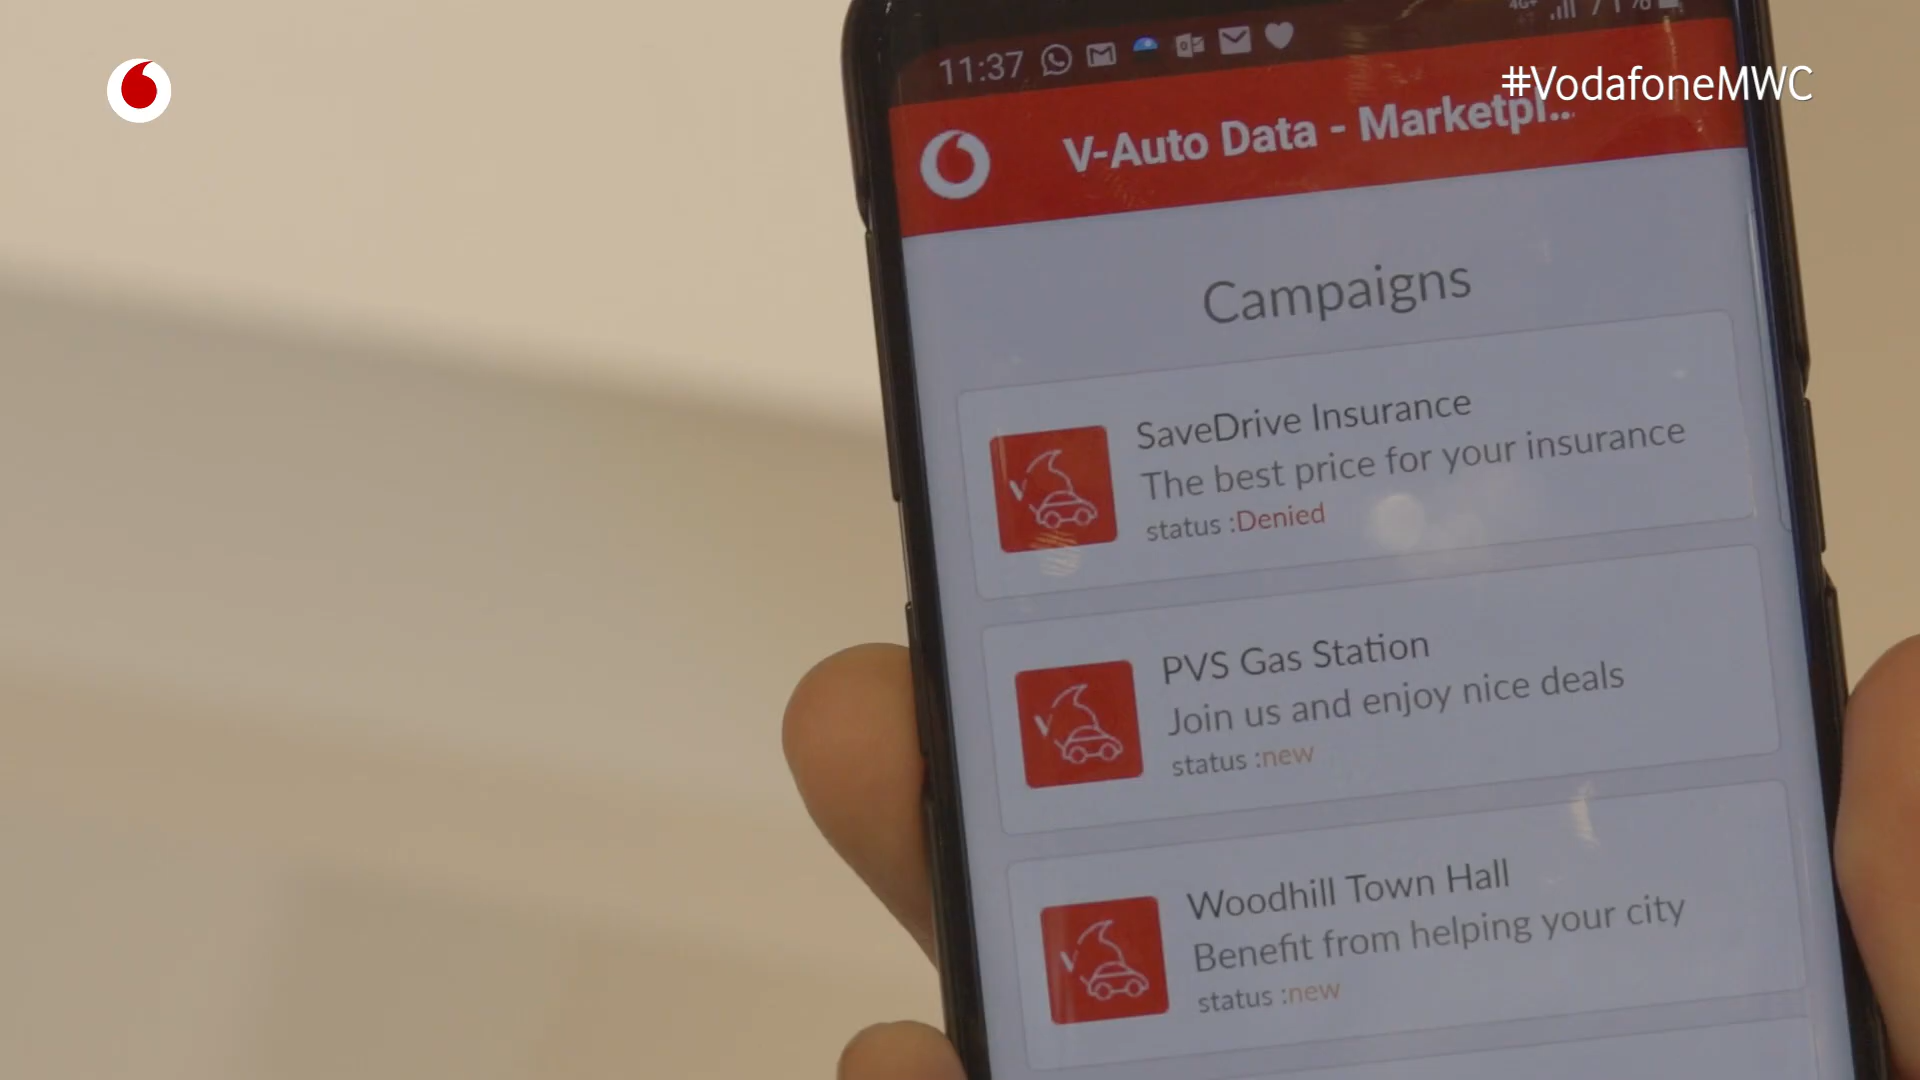 11:37
#VodafoneMWC
V-Auto Data - Marketpl...
Campaigns
SaveDrive Insurance
The best price for your insurance
status :Denied
PVS Gas Station
Join us and enjoy nice deals
status :new
Woodhill Town Hall
Benefit from helping your city
status :new